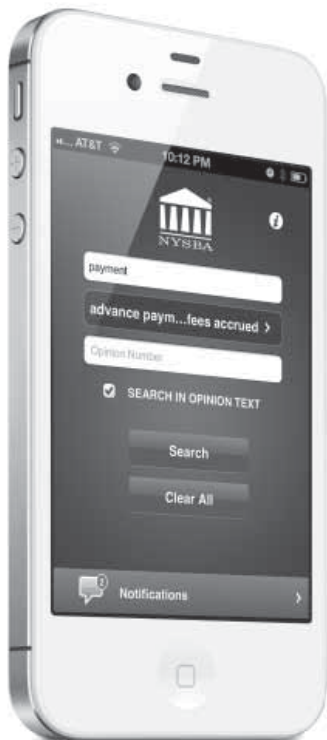 AT&T 10:12 PM
NYSBA
i
payment
advance paym...fees accrued >
Opinion Number
SEARCH IN OPINION TEXT
Search
Clear All
2
Notifications >